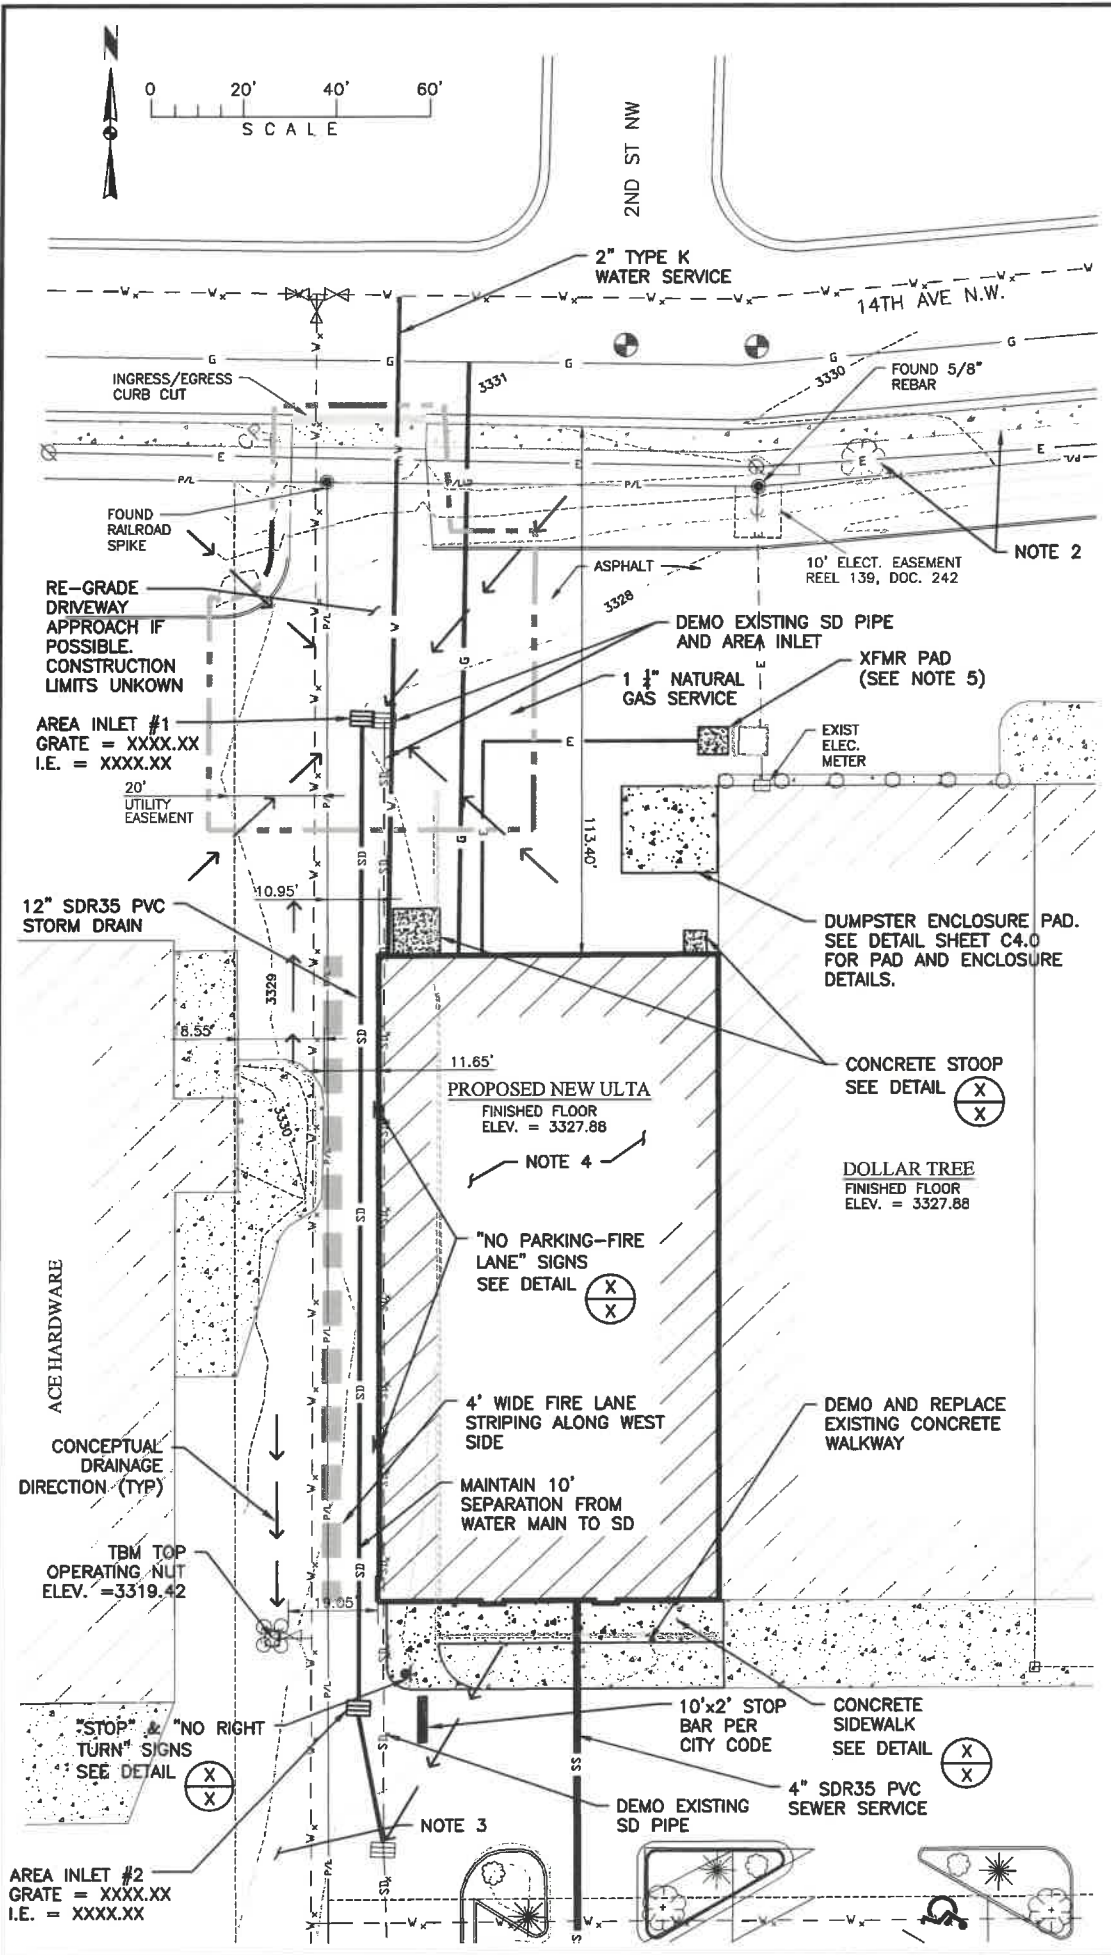 N
0 20' 40' 60'
SCALE
2ND ST NW
2" TYPE K
WATER SERVICE
14TH AVE N.W.
INGRESS/EGRESS
CURB CUT
3331
3330
FOUND 5/8"
REBAR
FOUND
RAILROAD
SPIKE
ASPHALT
10' ELECT. EASEMENT
REEL 139, DOC. 242
NOTE 2
RE-GRADE
DRIVEWAY
APPROACH IF
POSSIBLE.
CONSTRUCTION
LIMITS UNKOWN
3328
DEMO EXISTING SD PIPE
AND AREA INLET
XFMR PAD
(SEE NOTE 5)
1 ¼" NATURAL
GAS SERVICE
AREA INLET #1
GRATE = XXXX.XX
I.E. = XXXX.XX
EXIST
ELEC.
METER
20'
UTILITY
EASEMENT
113.40'
10.95'
12" SDR35 PVC
STORM DRAIN
DUMPSTER ENCLOSURE PAD.
SEE DETAIL SHEET C4.0
FOR PAD AND ENCLOSURE
DETAILS.
3329
8.55'
11.65'
CONCRETE STOOP
SEE DETAIL
X
X
PROPOSED NEW ULTA
FINISHED FLOOR
ELEV. = 3327.88
3330
NOTE 4
DOLLAR TREE
FINISHED FLOOR
ELEV. = 3327.88
"NO PARKING-FIRE
LANE" SIGNS
SEE DETAIL
X
X
ACE HARDWARE
4' WIDE FIRE LANE
STRIPING ALONG WEST
SIDE
DEMO AND REPLACE
EXISTING CONCRETE
WALKWAY
CONCEPTUAL
DRAINAGE
DIRECTION (TYP)
MAINTAIN 10'
SEPARATION FROM
WATER MAIN TO SD
TBM TOP
OPERATING NUT
ELEV. =3319.42
19.05'
"STOP" & "NO RIGHT
TURN" SIGNS
SEE DETAIL
X
X
10'x2' STOP
BAR PER
CITY CODE
CONCRETE
SIDEWALK
SEE DETAIL
X
X
4" SDR35 PVC
SEWER SERVICE
DEMO EXISTING
SD PIPE
NOTE 3
AREA INLET #2
GRATE = XXXX.XX
I.E. = XXXX.XX